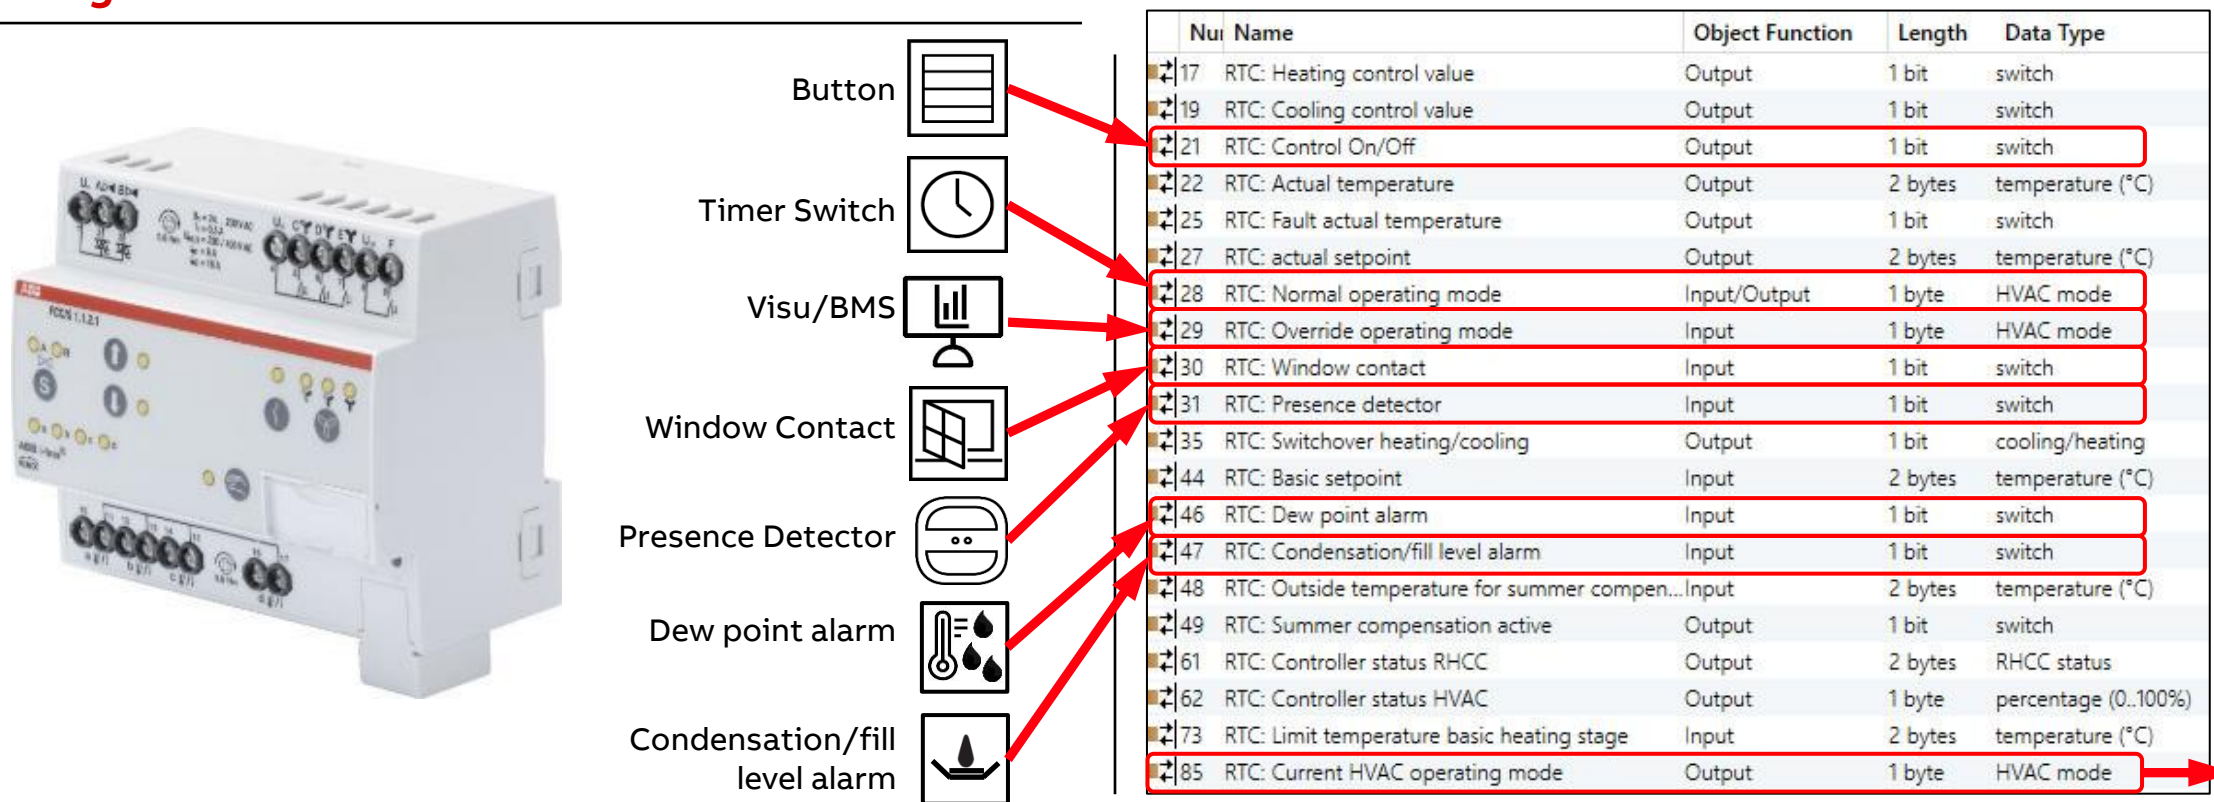 Button
Timer Switch
Visu/BMS
Window Contact
Presence Detector
Dew point alarm
Condensation/fill
level alarm
Name Object Function Length Data Type
17 RTC: Heating control value Output 1 bit switch
19 RTC: Cooling control value Output 1 bit switch
21 RTC: Control On/Off Output 1 bit switch
22 RTC: Actual temperature Output 2 bytes temperature (°C)
25 RTC: Fault actual temperature Output 1 bit switch
27 RTC: actual setpoint Output 2 bytes temperature (°C)
28 RTC: Normal operating mode Input/Output 1 byte HVAC mode
29 RTC: Override operating mode Input 1 byte HVAC mode
30 RTC: Window contact Input 1 bit switch
31 RTC: Presence detector Input 1 bit switch
35 RTC: Switchover heating/cooling Output 1 bit cooling/heating
44 RTC: Basic setpoint Input 2 bytes temperature (°C)
46 RTC: Dew point alarm Input 1 bit switch
47 RTC: Condensation/fill level alarm Input 1 bit switch
48 RTC: Outside temperature for summer compen... Input 2 bytes temperature (°C)
49 RTC: Summer compensation active Output 1 bit switch
61 RTC: Controller status RHCC Output 2 bytes RHCC status
62 RTC: Controller status HVAC Output 1 byte percentage (0..100%)
73 RTC: Limit temperature basic heating stage Input 2 bytes temperature (°C)
85 RTC: Current HVAC operating mode Output 1 byte HVAC mode